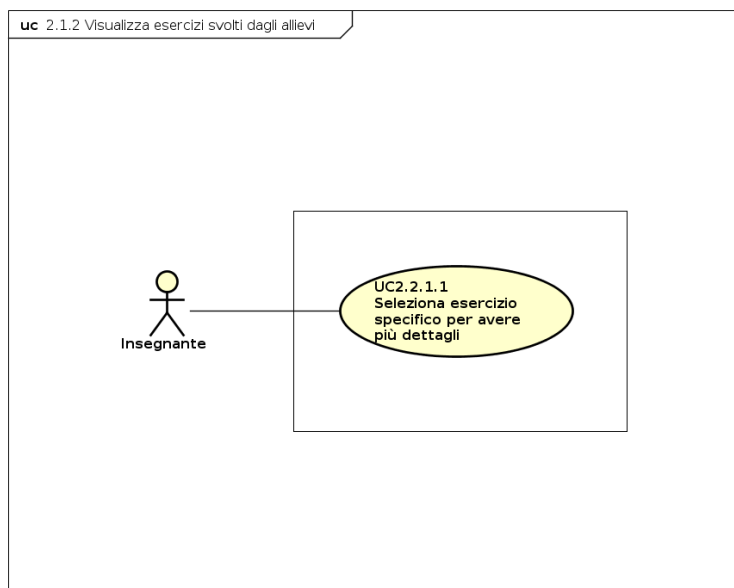 uc 2.1.2 Visualizza esercizi svolti dagli allievi
UC2.2.1.1
Seleziona esercizio
specifico per avere
più dettagli
Insegnante